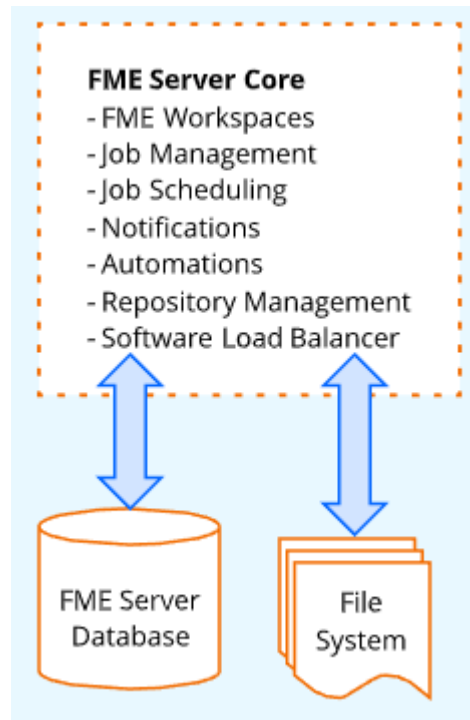 FME Server Core
- FME Workspaces
- Job Management
- Job Scheduling
- Notifications
- Automations
- Repository Management
- Software Load Balancer
FME Server
Database
File
System